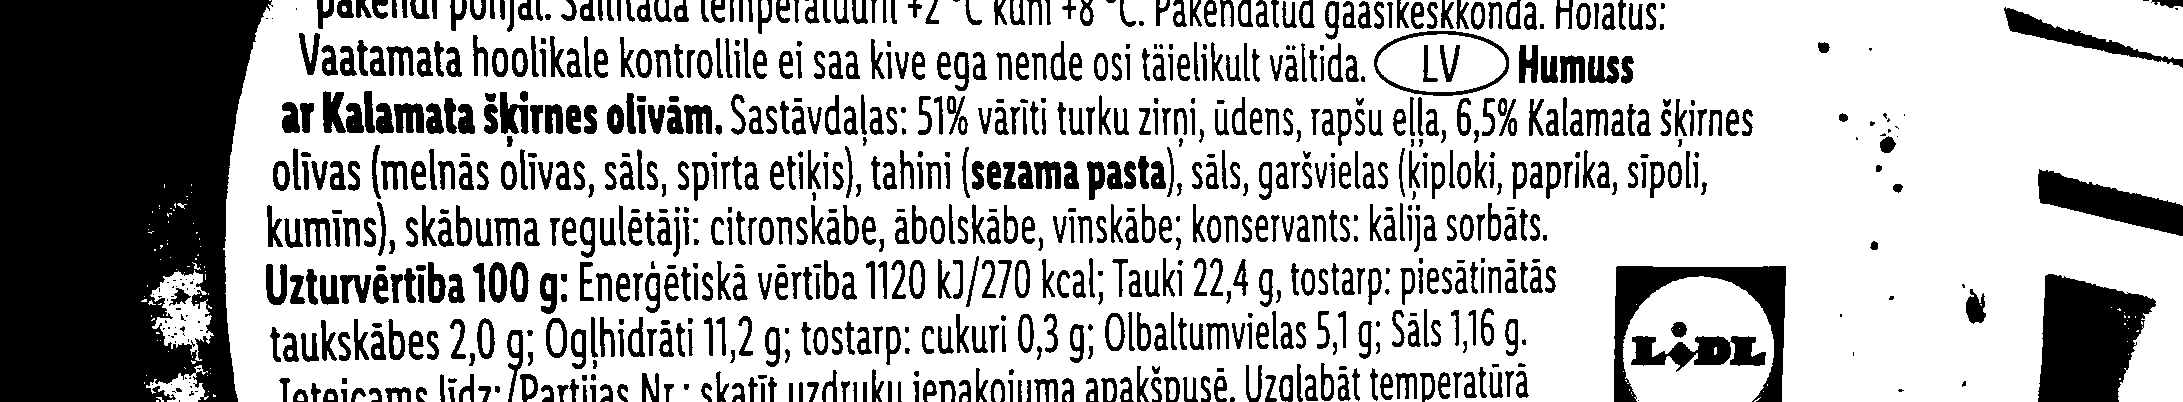 pakendi põhjal. Säilitada temperatuuril +2 °C kuni +8 °C. Pakendatud gaasikeskkonda. Hoiatus:
Vaatamata hoolikale kontrollile ei saa kive ega nende osi täielikult vältida. LV Humuss
ar Kalamata šķirnes olīvām. Sastāvdaļas: 51% vārīti turku zirņi, ūdens, rapšu eļļa, 6,5% Kalamata šķirnes
olīvas (melnās olīvas, sāls, spirta etiķis), tahini (sezama pasta), sāls, garšvielas (ķiploki, paprika, sīpoli,
kumīns), skābuma regulētāji: citronskābe, ābolskābe, vīnskābe; konservants: kālija sorbāts.
Uzturvērtība 100 g: Enerģētiskā vērtība 1120 kJ/270 kcal; Tauki 22,4 g, tostarp: piesātinātās
taukskābes 2,0 g; Ogļhidrāti 11,2 g; tostarp: cukuri 0,3 g; Olbaltumvielas 5,1 g; Sāls 1,16 g.
Ieteicams līdz:/Partijas Nr.: skatīt uzdruku iepakojuma apakšpusē. Uzglabāt temperatūrā
LIDL